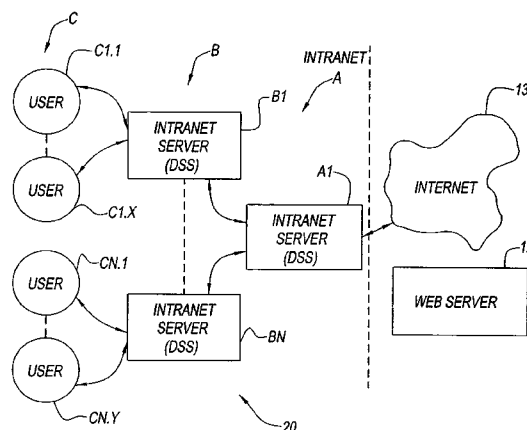 C
B
INTRANET
A
C1.1
B1
13
USER
INTRANET
SERVER
(DSS)
A1
INTERNET
USER
C1.X
INTRANET
SERVER
(DSS)
CN.1
USER
WEB SERVER
INTRANET
SERVER
(DSS)
USER
BN
CN.Y
20